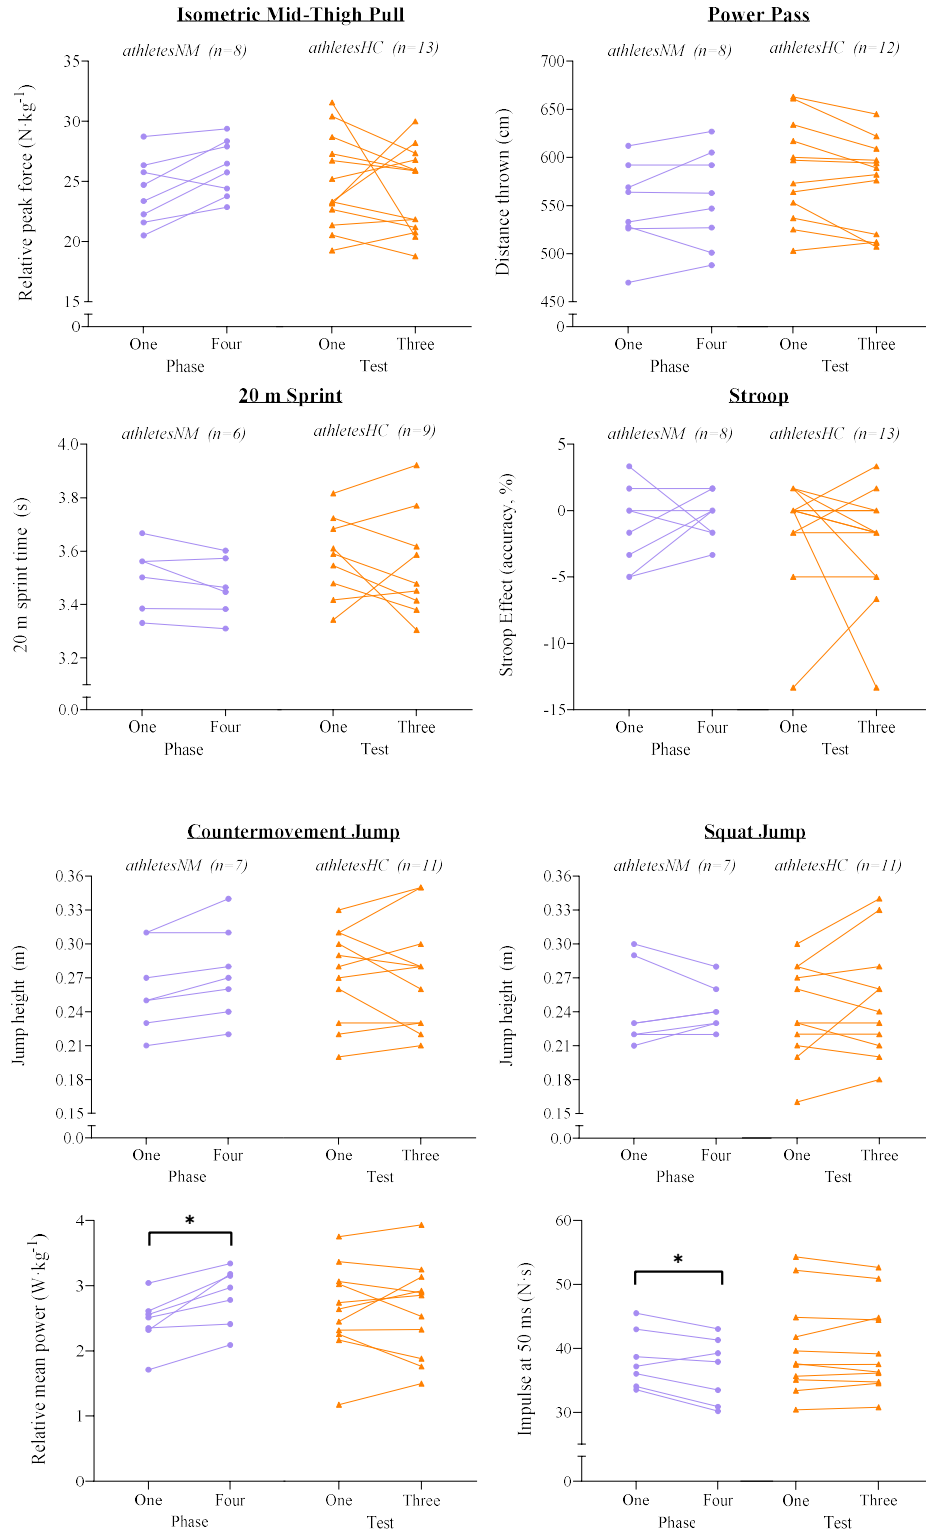 Isometric Mid-Thigh Pull
athletesNM (n=8)
athletesHC (n=13)
Relative peak force (N·kg-1)
35
30
25
20
15
0
One
Four
One
Three
Phase
Test
Power Pass
athletesNM (n=8)
athletesHC (n=12)
Distance thrown (cm)
700
650
600
550
500
450
0
One
Four
One
Three
Phase
Test
20 m Sprint
athletesNM (n=6)
athletesHC (n=9)
20 m sprint time (s)
4.0
3.8
3.6
3.4
3.2
0.0
One
Four
One
Three
Phase
Test
Stroop
athletesNM (n=8)
athletesHC (n=13)
Stroop Effect (accuracy, %)
5
0
-5
-10
-15
One
Four
One
Three
Phase
Test
Countermovement Jump
athletesNM (n=7)
athletesHC (n=11)
Jump height (m)
0.36
0.33
0.30
0.27
0.24
0.21
0.18
0.15
0.0
One
Four
One
Three
Phase
Test
Squat Jump
athletesNM (n=7)
athletesHC (n=11)
Jump height (m)
0.36
0.33
0.30
0.27
0.24
0.21
0.18
0.15
0.0
One
Four
One
Three
Phase
Test
Relative mean power (W·kg-1)
4
3
2
1
0
*
One
Four
One
Three
Phase
Test
Impulse at 50 ms (N·s)
60
50
40
30
0
*
One
Four
One
Three
Phase
Test